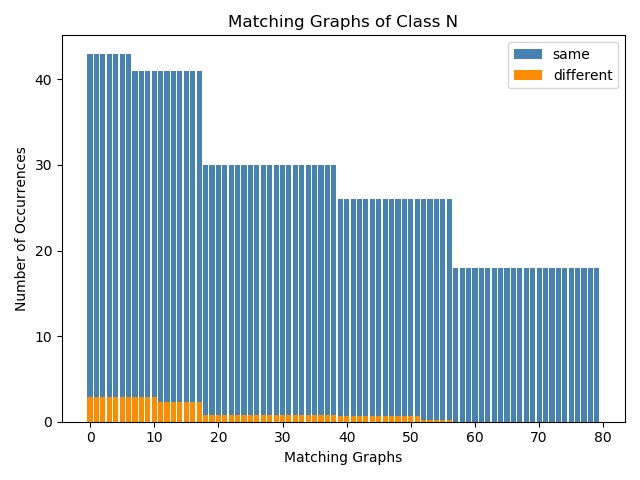 Matching Graphs of Class N
same
different
Number of Occurrences
40
30
20
10
0
0 10 20 30 40 50 60 70 80
Matching Graphs